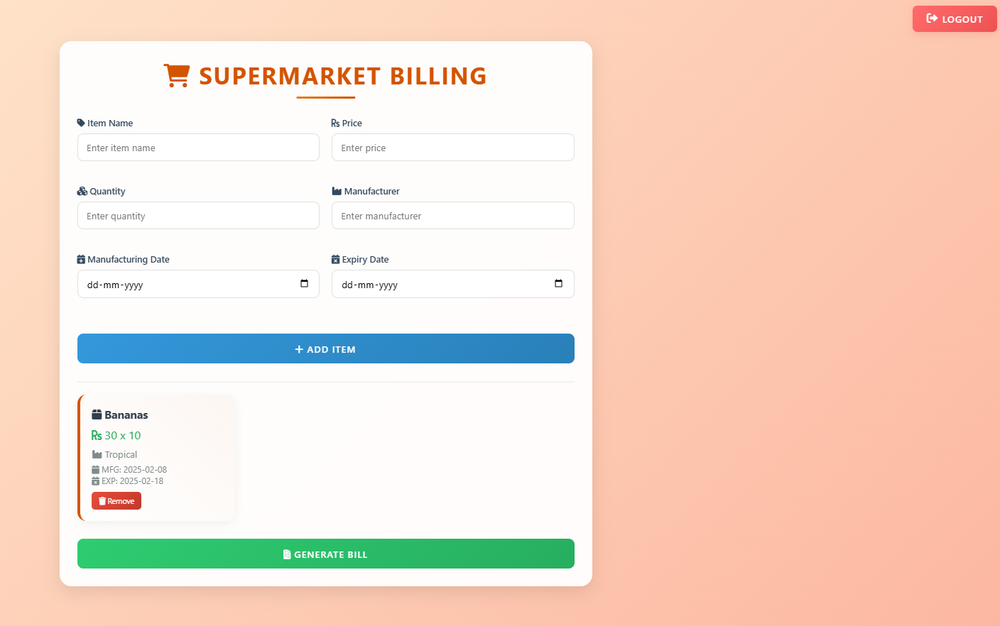 LOGOUT
SUPERMARKET BILLING
Item Name
Price
Enter item name
Enter price
Quantity
Manufacturer
Enter quantity
Enter manufacturer
Manufacturing Date
Expiry Date
dd-mm-yyyy
dd-mm-yyyy
ADD ITEM
Bananas
₨ 30 x 10
Tropical
MFG: 2025-02-08
EXP: 2025-02-18
Remove
GENERATE BILL